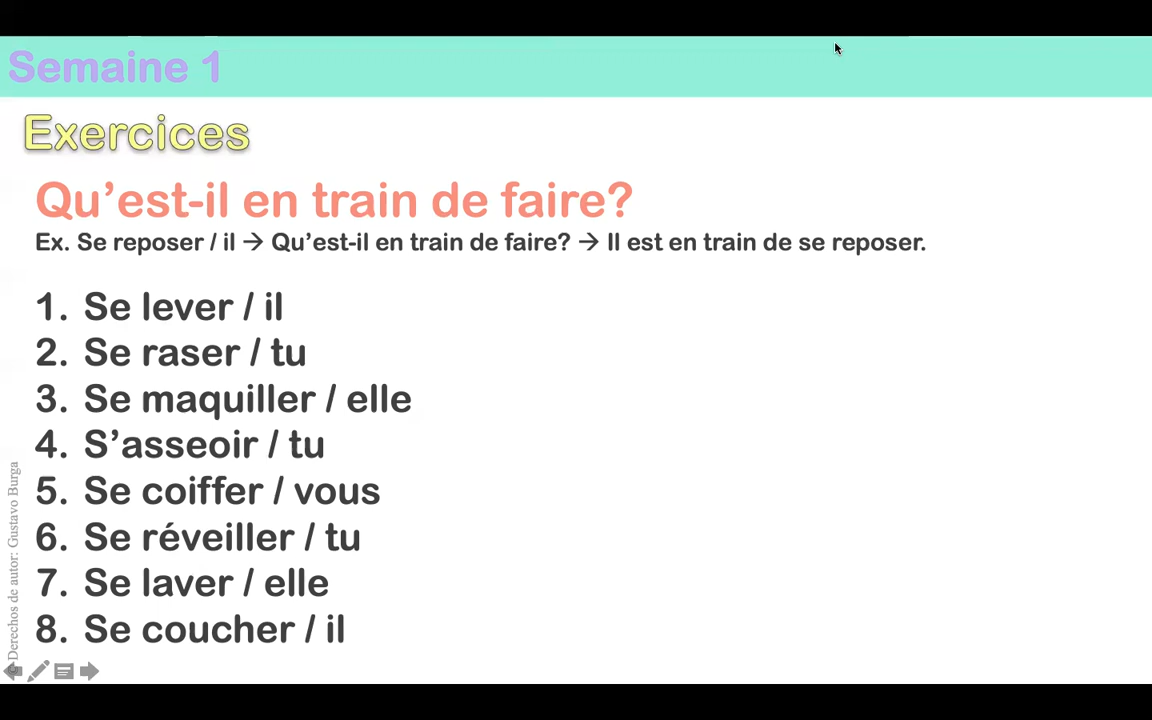 Semaine 1
Exercices
Qu’est-il en train de faire?
Ex. Se reposer / il → Qu’est-il en train de faire? → Il est en train de se reposer.
1. Se lever / il
2. Se raser / tu
3. Se maquiller / elle
4. S’asseoir / tu
5. Se coiffer / vous
6. Se réveiller / tu
7. Se laver / elle
8. Se coucher / il
©Derechos de autor: Gustavo Burga